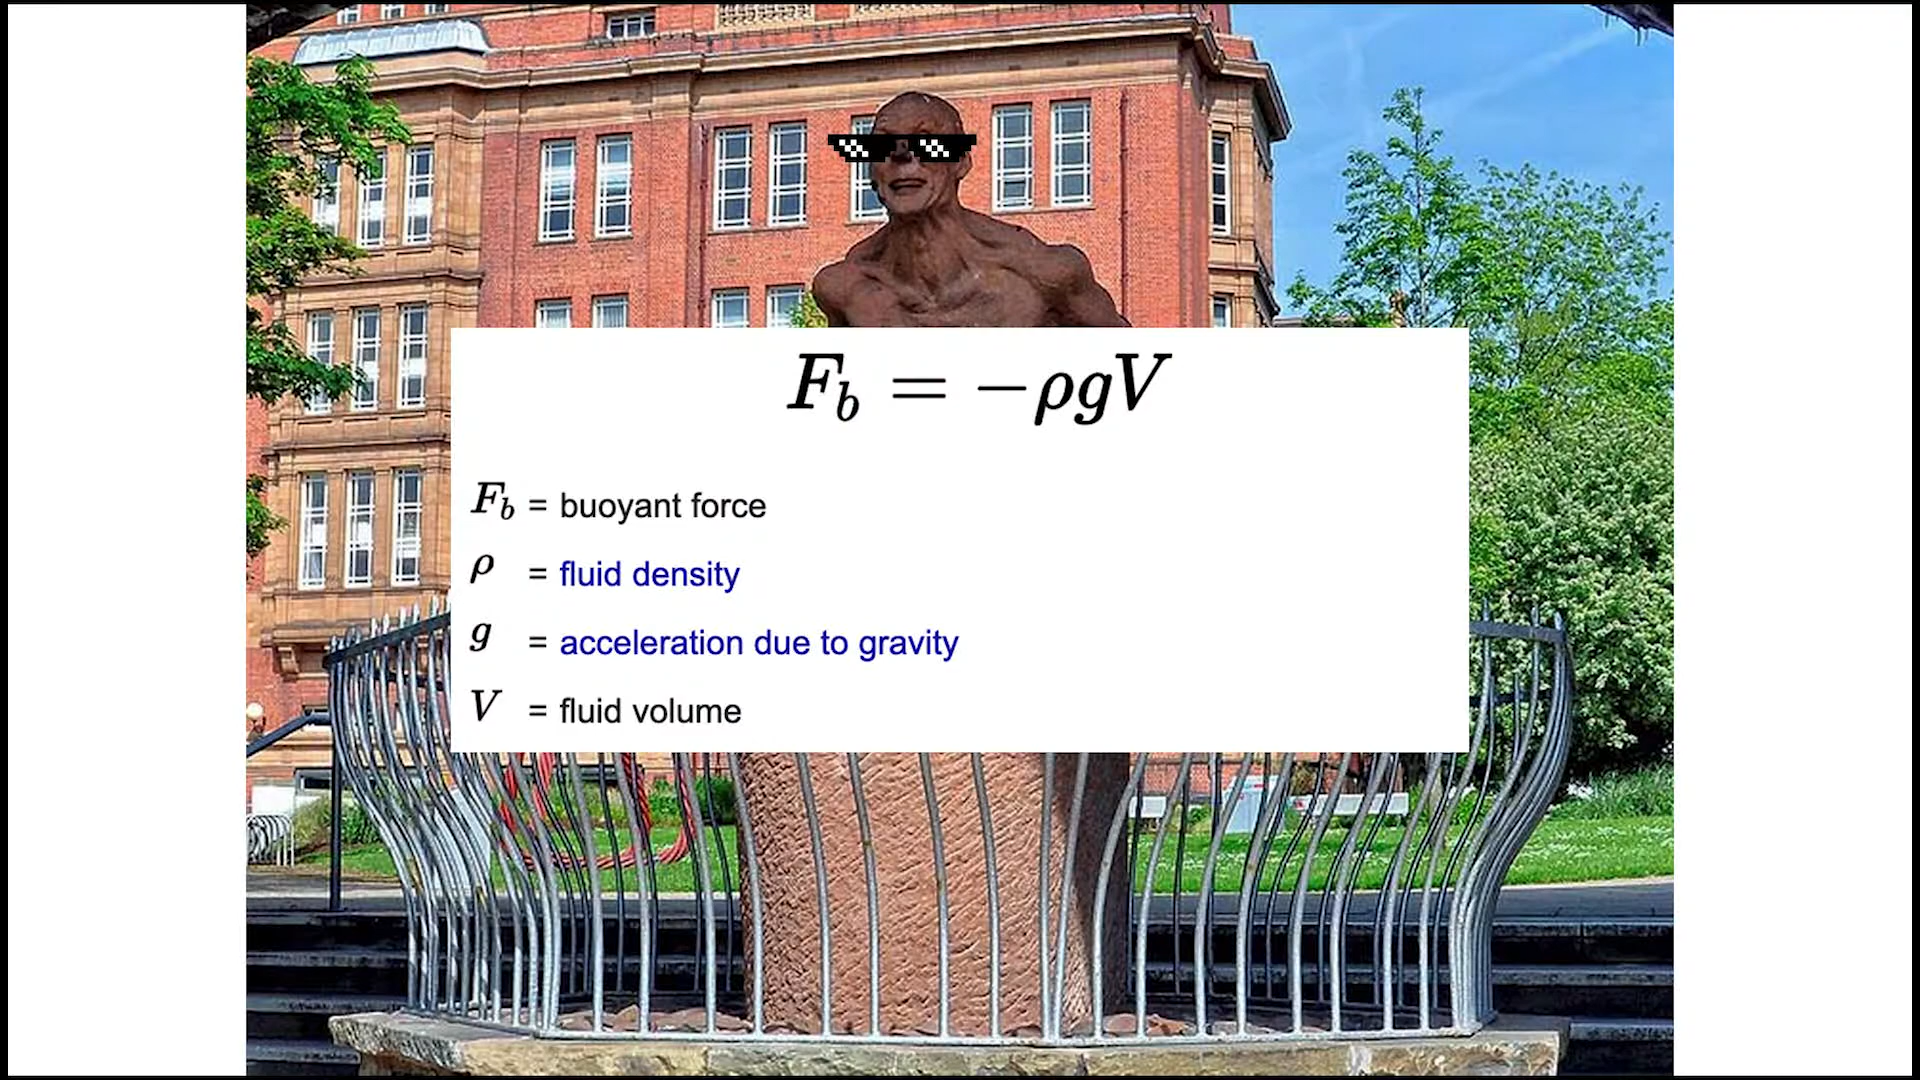 F_b = −ρgV
F_b = buoyant force
ρ = fluid density
g = acceleration due to gravity
V = fluid volume